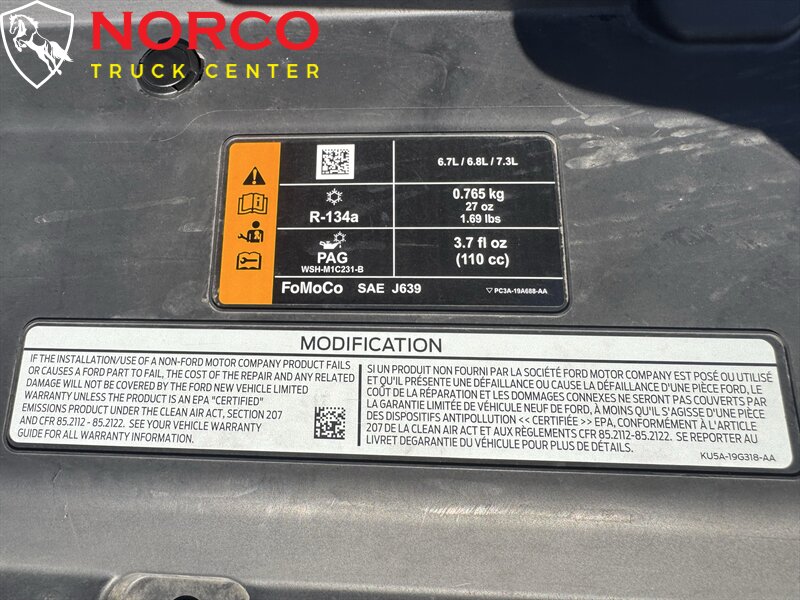 NORCO
TRUCK CENTER
6.7L / 6.8L / 7.3L
R-134a
0.765 kg
27 oz
1.69 lbs
PAG
WSH-M1C231-B
3.7 fl oz
(110 cc)
FoMoCo SAE J639
PC3A-19A688-AA
MODIFICATION
IF THE INSTALLATION/USE OF A NON-FORD MOTOR COMPANY PRODUCT FAILS
OR CAUSES A FORD PART TO FAIL, THE COST OF THE REPAIR AND ANY RELATED
DAMAGE WILL NOT BE COVERED BY THE FORD NEW VEHICLE LIMITED
WARRANTY UNLESS THE PRODUCT IS AN EPA "CERTIFIED"
EMISSIONS PRODUCT UNDER THE CLEAN AIR ACT, SECTION 207
AND CFR 85.2112 - 85.2122. SEE YOUR VEHICLE WARRANTY
GUIDE FOR ALL WARRANTY INFORMATION.
SI UN PRODUIT NON FOURNI PAR LA SOCIÉTÉ FORD MOTOR COMPANY EST POSÉ OU UTILISÉ
ET QU'IL PRÉSENTE UNE DÉFAILLANCE OU CAUSE LA DÉFAILLANCE D'UNE PIÈCE FORD, LE
COÛT DE LA RÉPARATION ET LES DOMMAGES CONNEXES NE SERONT PAS COUVERTS PAR
LA GARANTIE LIMITÉE DE VÉHICULE NEUF DE FORD, À MOINS QU'IL S'AGISSE D'UNE PIÈCE
DES DISPOSITIFS ANTIPOLLUTION << CERTIFIÉE >> EPA, CONFORMÉMENT À L'ARTICLE
207 DE LA CLEAN AIR ACT ET AUX RÈGLEMENTS CFR 85.2112-85.2122. SE REPORTER AU
LIVRET DEGARANTIE DU VÉHICULE POUR PLUS DE DÉTAILS.
KU5A-19G318-AA